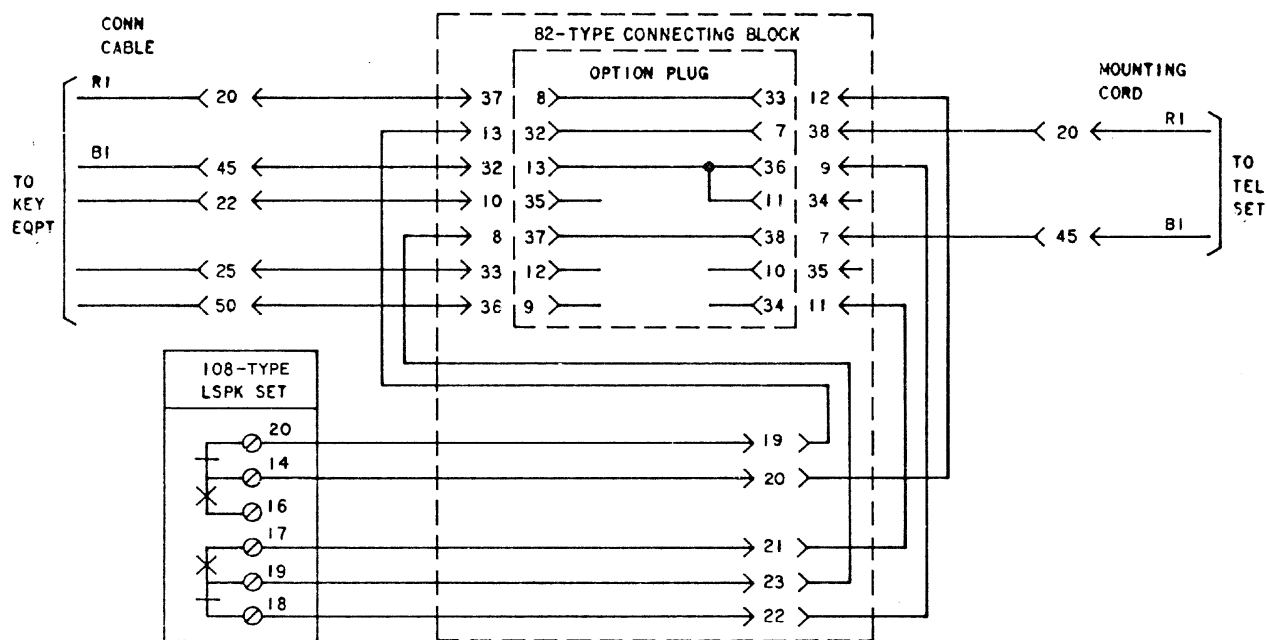 CONN
CABLE
82-TYPE CONNECTING BLOCK
OPTION PLUG
MOUNTING
CORD
R1
20 37 8 33 12
13 32 7 38 20 R1
B1
45 32 13 36 9
TO
KEY
EQPT
22 10 35 11 34
TO
TEL
SET
8 37 38 7 45 B1
25 33 12 10 35
50 36 9 34 11
108-TYPE
LSPK SET
20 19
14 20
16
17 21
19 23
18 22